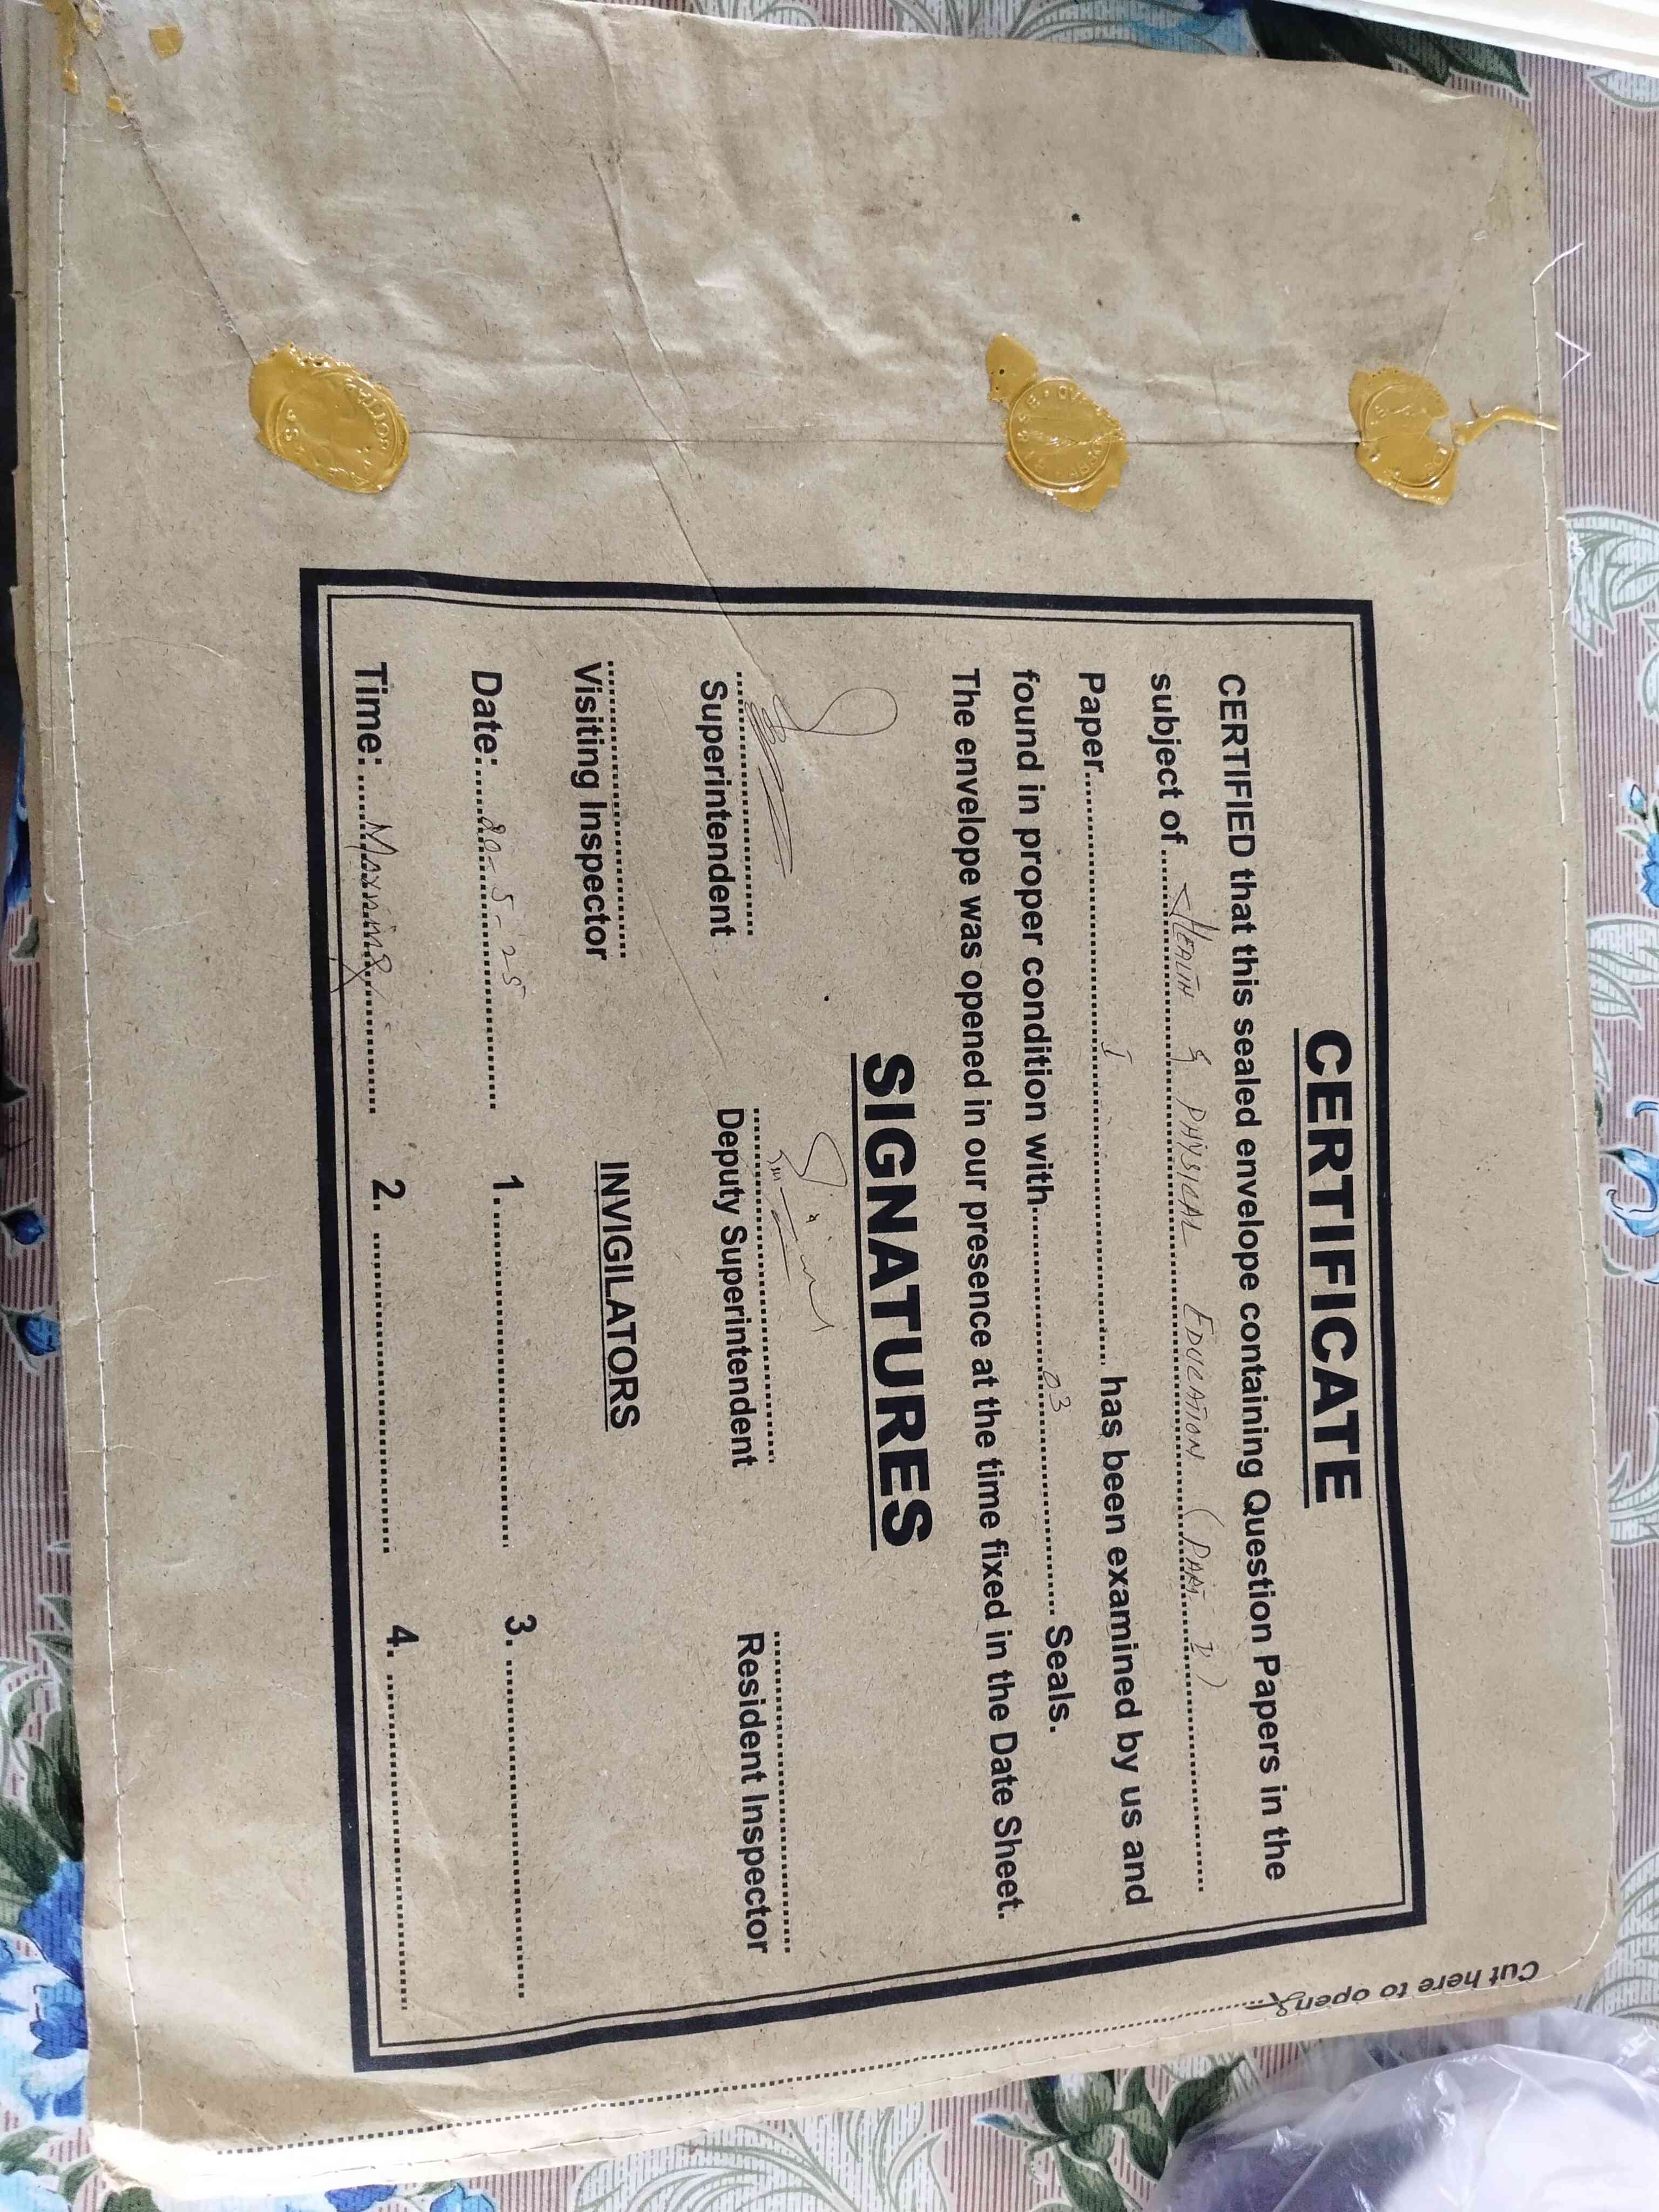 CERTIFICATE
CERTIFIED that this sealed envelope containing Question Papers in the
subject of HEALTH & PHYSICAL EDUCATION (PART I)
Paper I has been examined by us and
found in proper condition with 03 Seals.
The envelope was opened in our presence at the time fixed in the Date Sheet.
SIGNATURES
Superintendent
Deputy Superintendent
Resident Inspector
Visiting Inspector
INVIGILATORS
Date: 20-5-25
1.
3.
Time: Morning
2.
4.
Cut here to open